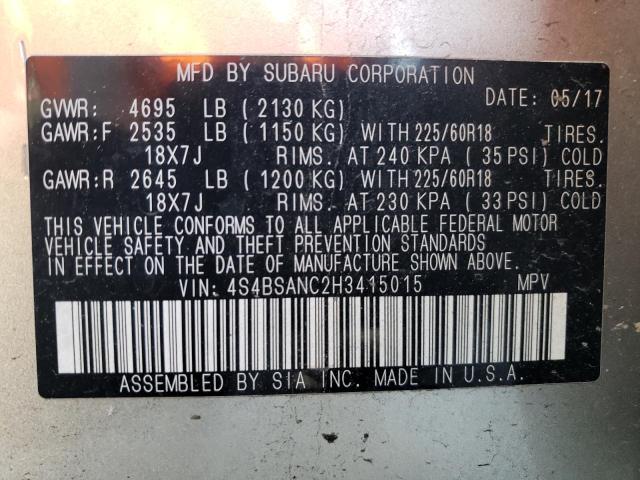 MFD BY SUBARU CORPORATION
GVWR: 4695 LB ( 2130 KG) DATE: 05/17
GAWR:F 2535 LB ( 1150 KG) WITH 225/60R18 TIRES.
18X7J RIMS. AT 240 KPA ( 35 PSI) COLD
GAWR:R 2645 LB ( 1200 KG) WITH 225/60R18 TIRES.
18X7J RIMS. AT 230 KPA ( 33 PSI) COLD
THIS VEHICLE CONFORMS TO ALL APPLICABLE FEDERAL MOTOR
VEHICLE SAFETY AND THEFT PREVENTION STANDARDS
IN EFFECT ON THE DATE OF MANUFACTURE SHOWN ABOVE.
VIN: 4S4BSANC2H3415015 MPV
ASSEMBLED BY SIA INC. MADE IN U.S.A.